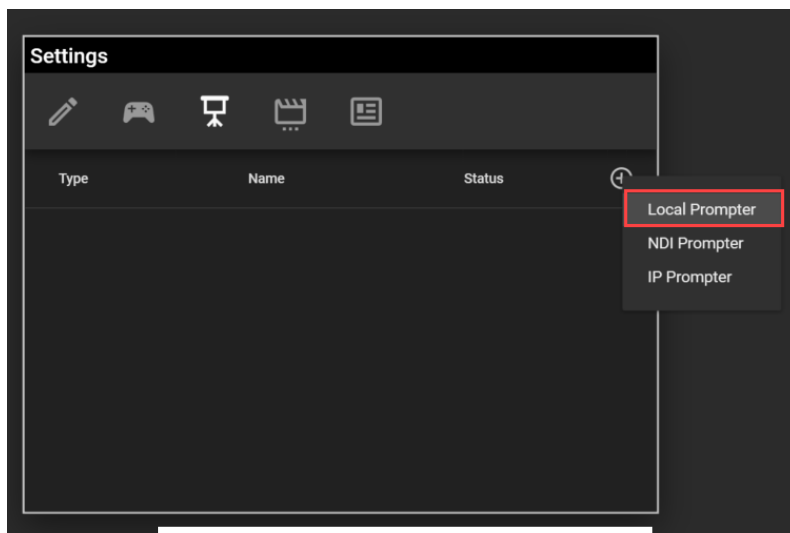 Settings
Type Name Status
Local Prompter
NDI Prompter
IP Prompter